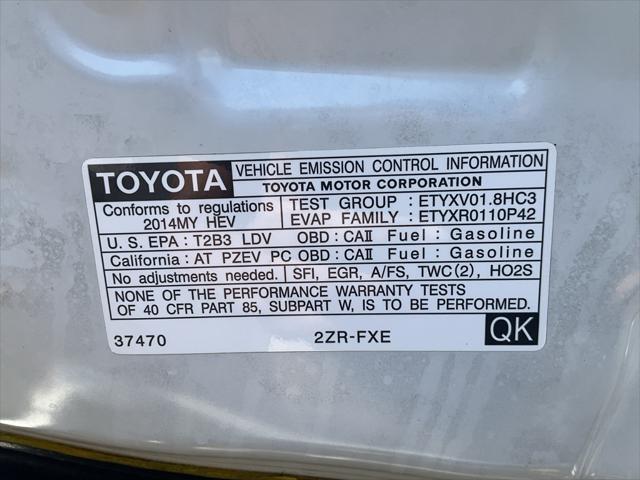 TOYOTA
VEHICLE EMISSION CONTROL INFORMATION
TOYOTA MOTOR CORPORATION
Conforms to regulations
2014MY HEV
TEST GROUP : ETYXV01.8HC3
EVAP FAMILY : ETYXR0110P42
U.S. EPA : T2B3 LDV OBD : CAII Fuel : Gasoline
California : AT PZEV PC OBD : CAII Fuel : Gasoline
No adjustments needed. SFI, EGR, A/FS, TWC(2), HO2S
NONE OF THE PERFORMANCE WARRANTY TESTS
OF 40 CFR PART 85, SUBPART W, IS TO BE PERFORMED.
37470 2ZR-FXE QK